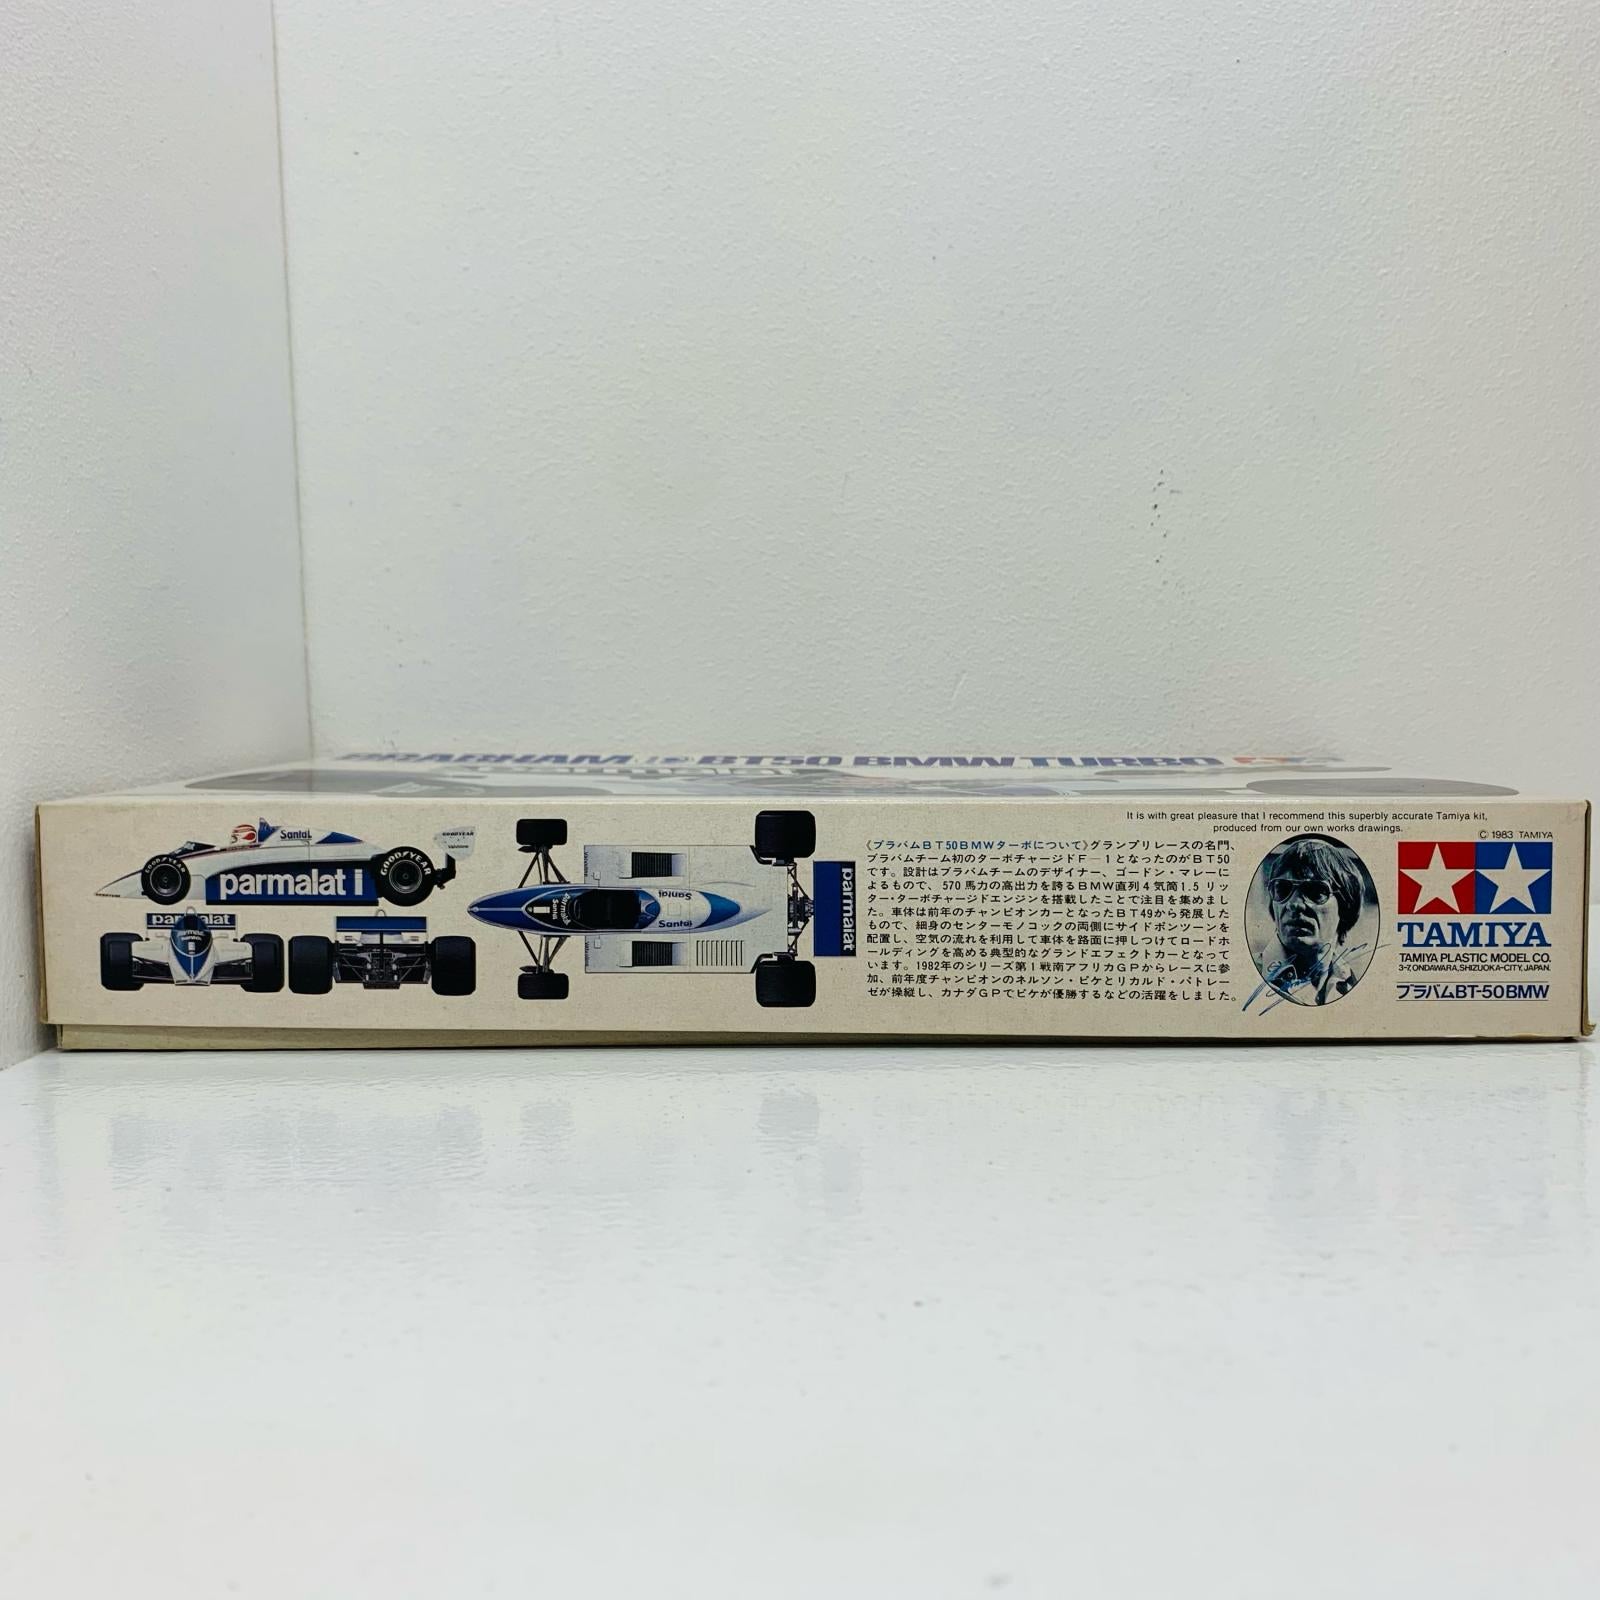 BRABHAM BT50 BMW TURBO
It is with great pleasure that I recommend this superbly accurate Tamiya kit,
produced from our own works drawings.
© 1983 TAMIYA
Santal
GOODYEAR
Valvoline
GOODYEAR
GOODYEAR
parmalat
parmalat
Parmalat
Santal
Santal
Santal
parmalat
《ブラバムBT50BMWターボについて》グランプリレースの名門、
ブラバムチーム初のターボチャージドF—1となったのがBT50
です。設計はブラバムチームのデザイナー、ゴードン・マレーに
よるもので、570馬力の高出力を誇るBMW直列4気筒1.5リッ
ター・ターボチャージドエンジンを搭載したことで注目を集めまし
た。車体は前年のチャンピオンカーとなったBT49から発展した
もので、細身のセンターモノコックの両側にサイドポンツーンを
配置し、空気の流れを利用して車体を路面に押しつけてロードホ
ールディングを高める典型的なグランドエフェクトカーとなって
います。1982年のシリーズ第1戦南アフリカGPからレースに参
加、前年度チャンピオンのネルソン・ピケとリカルド・パトレー
ゼが操縦し、カナダGPでピケが優勝するなどの活躍をしました。
TAMIYA
TAMIYA PLASTIC MODEL CO.
3-7, ONDAWARA, SHIZUOKA-CITY, JAPAN.
ブラバムBT-50BMW